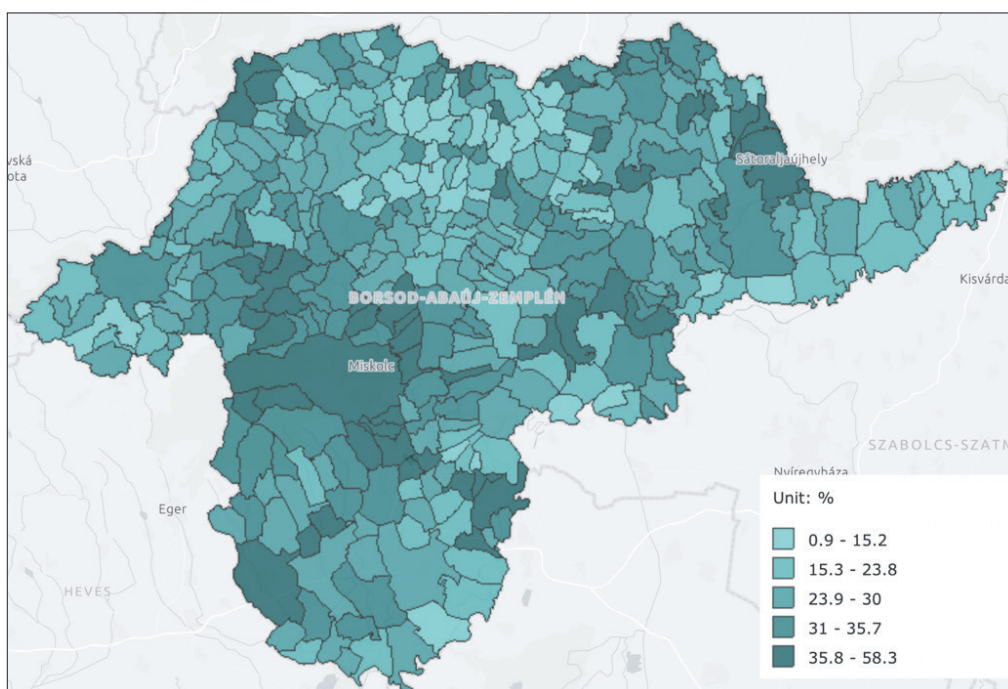 vská
ota
Sátoraljaújhely
Kisvárda
BORSOD-ABAÚJ-ZEMPLÉN
Miskolc
SZABOLCS-SZATM
Nyíregyháza
Eger
HEVES
Unit: %
0.9 - 15.2
15.3 - 23.8
23.9 - 30
31 - 35.7
35.8 - 58.3